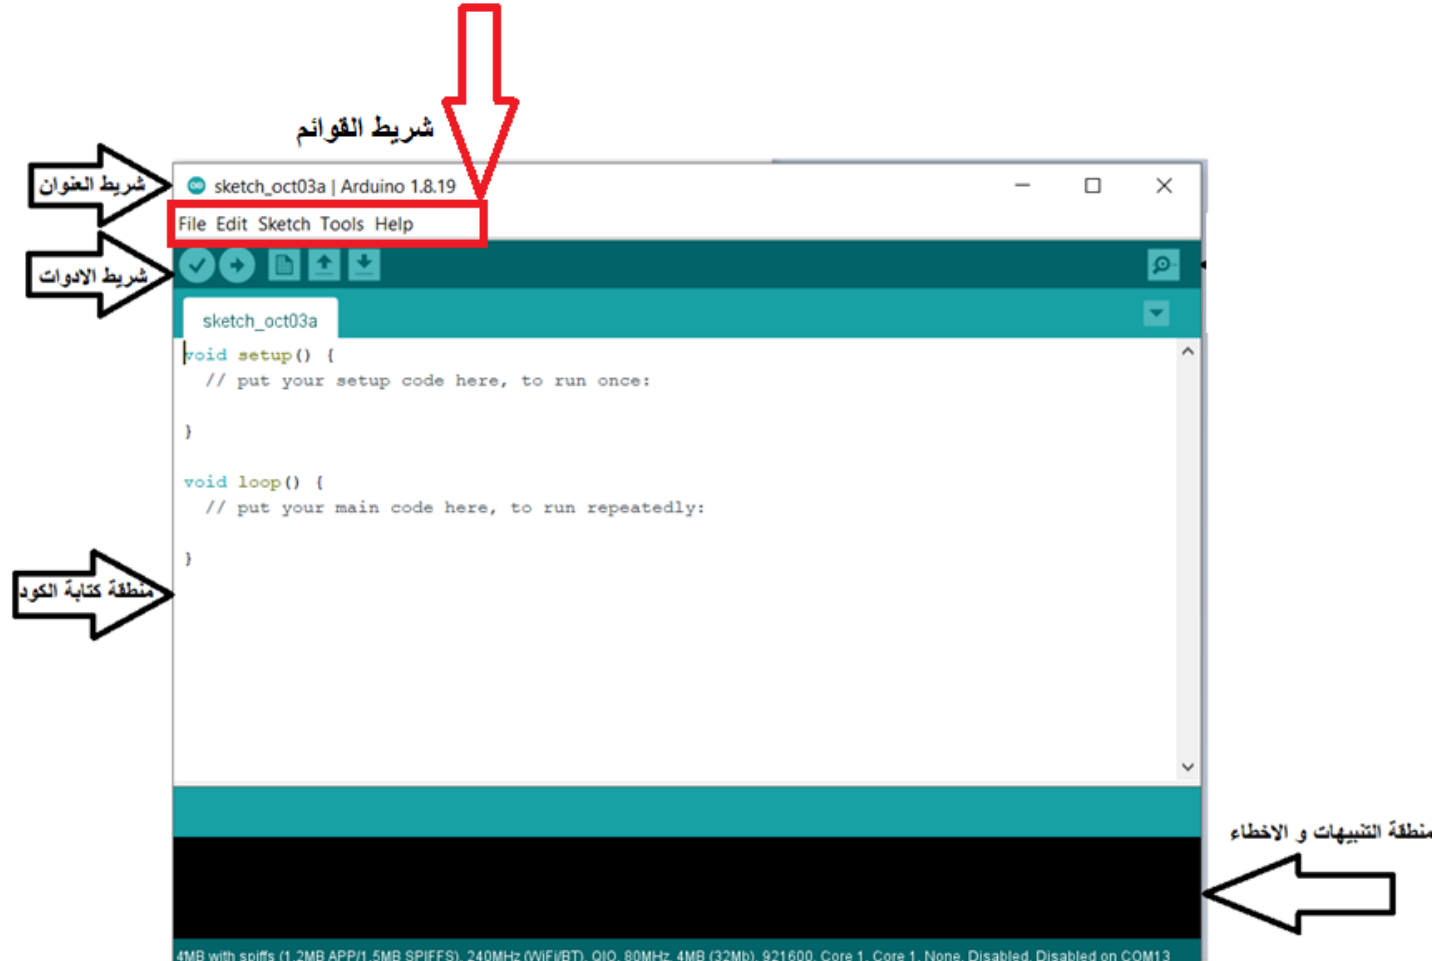 شريط القوائم
شريط العنوان
sketch_oct03a | Arduino 1.8.19
File Edit Sketch Tools Help
شريط الادوات
sketch_oct03a
void setup() {
// put your setup code here, to run once:
}
void loop() {
// put your main code here, to run repeatedly:
}
منطقة كتابة الكود
منطقة التنبيهات و الاخطاء
4MB with spiffs (1.2MB APP/1.5MB SPIFFS), 240MHz (WiFi/BT), QIO, 80MHz, 4MB (32Mb), 921600, Core 1, Core 1, None, Disabled, Disabled on COM13